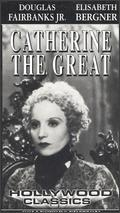 DOUGLAS ELISABETH
FAIRBANKS JR. BERGNER
CATHERINE
THE GREAT
HOLLYWOOD
CLASSICS